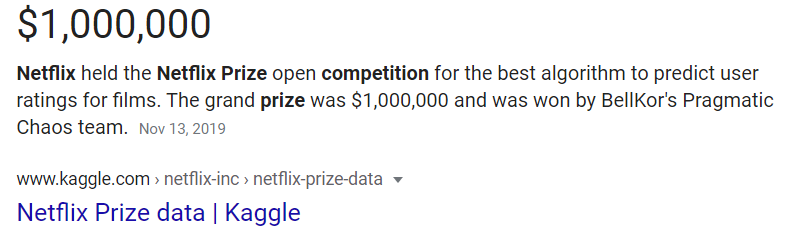 $1,000,000
Netflix held the Netflix Prize open competition for the best algorithm to predict user
ratings for films. The grand prize was $1,000,000 and was won by BellKor's Pragmatic
Chaos team. Nov 13, 2019
www.kaggle.com › netflix-inc › netflix-prize-data
Netflix Prize data | Kaggle